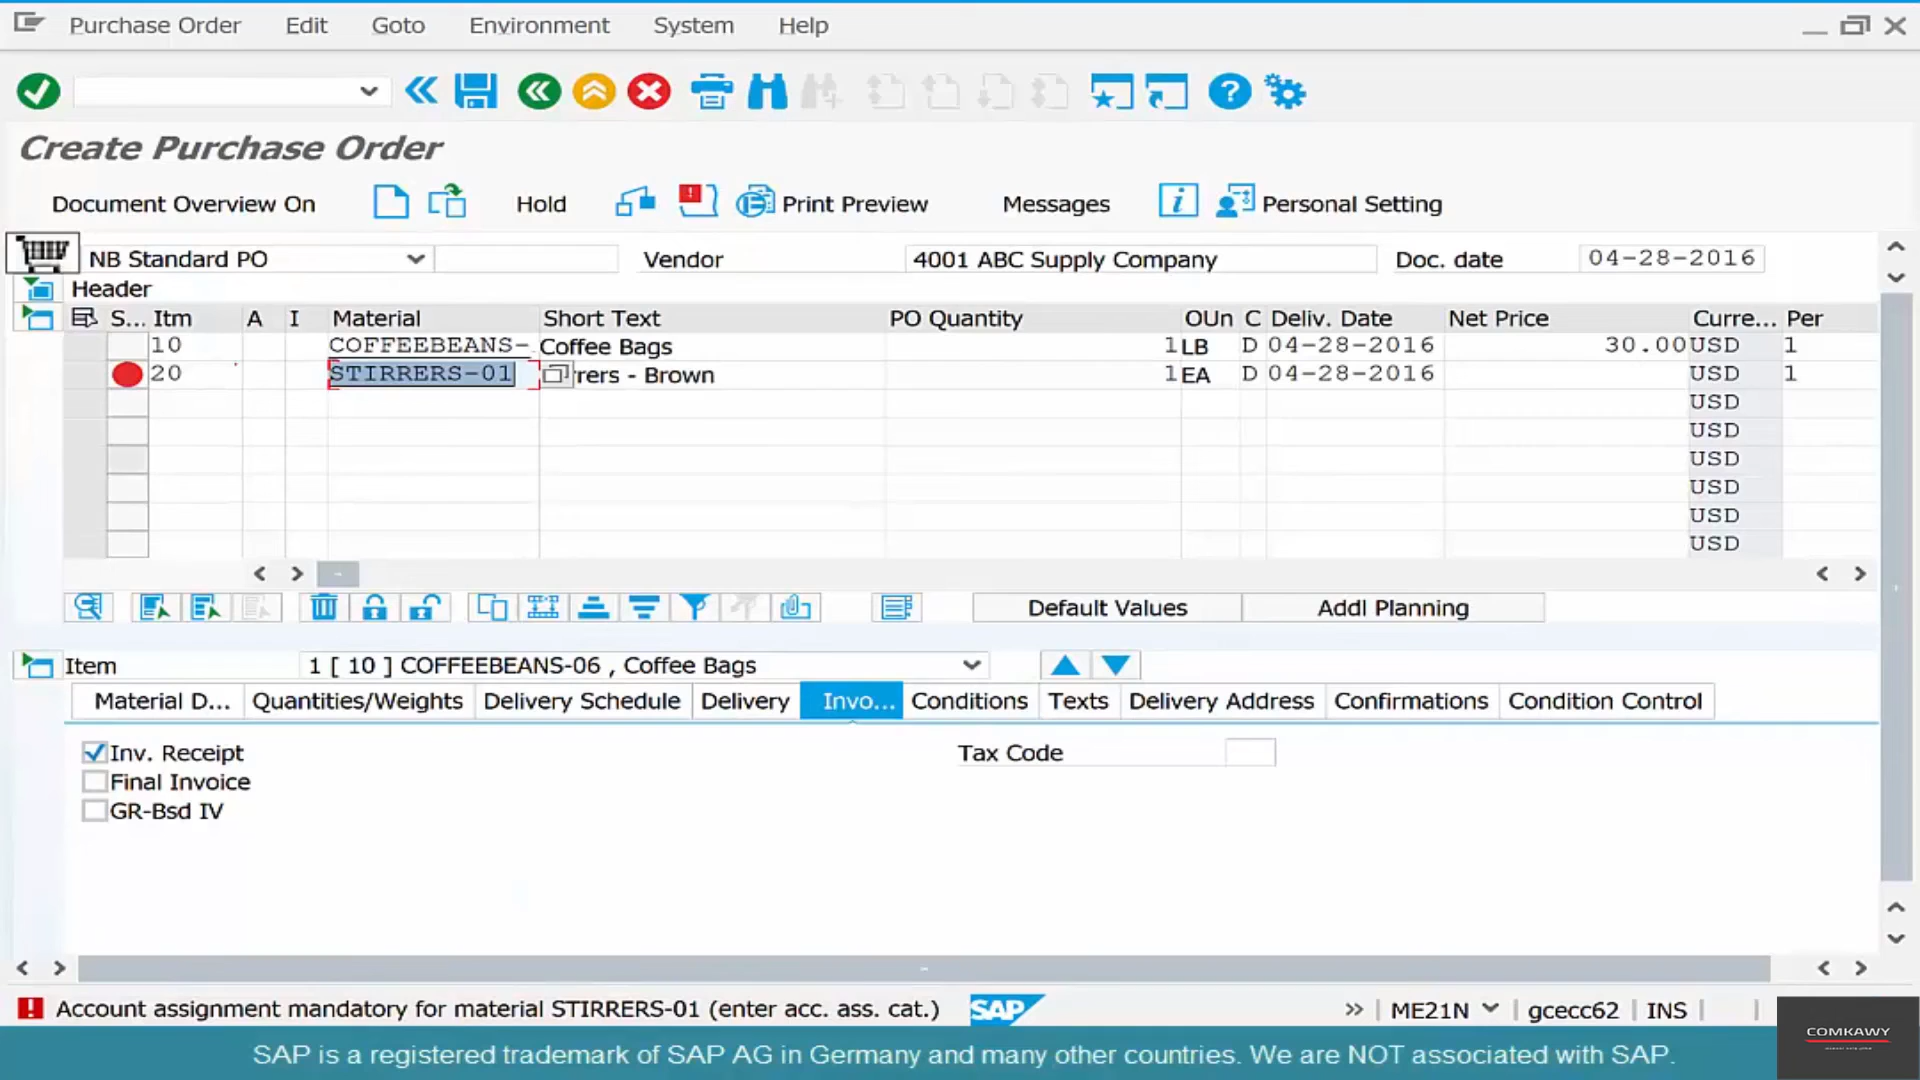 Purchase Order Edit Goto Environment System Help
Create Purchase Order
Document Overview On Hold Print Preview Messages Personal Setting
NB Standard PO Vendor 4001 ABC Supply Company Doc. date 04-28-2016
Header
S... Itm A I Material Short Text PO Quantity OUn C Deliv. Date Net Price Curre... Per
10 COFFEEBEANS- Coffee Bags 1 LB D 04-28-2016 30.00 USD 1
20 STIRRERS-01 rrers - Brown 1 EA D 04-28-2016 USD 1
USD
USD
USD
USD
USD
USD
Default Values Addl Planning
Item 1 [ 10 ] COFFEEBEANS-06 , Coffee Bags
Material D... Quantities/Weights Delivery Schedule Delivery Invo... Conditions Texts Delivery Address Confirmations Condition Control
Inv. Receipt Tax Code
Final Invoice
GR-Bsd IV
Account assignment mandatory for material STIRRERS-01 (enter acc. ass. cat.) SAP ME21N gcecc62 INS
COMKAWY
SAP is a registered trademark of SAP AG in Germany and many other countries. We are NOT associated with SAP.